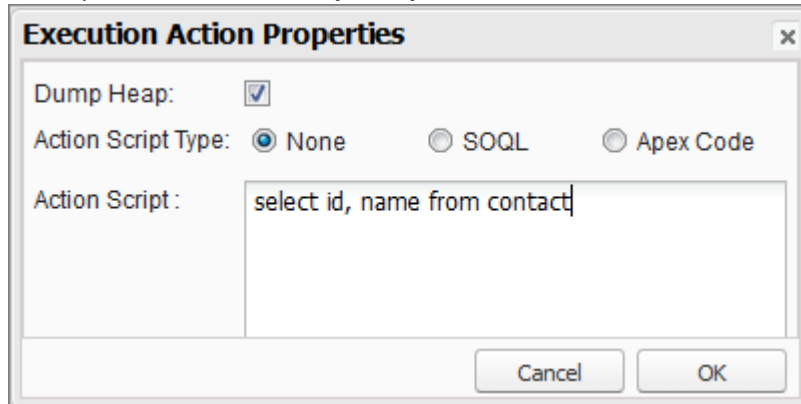 Execution Action Properties
Dump Heap:
Action Script Type: None SOQL Apex Code
Action Script : select id, name from contact
Cancel OK